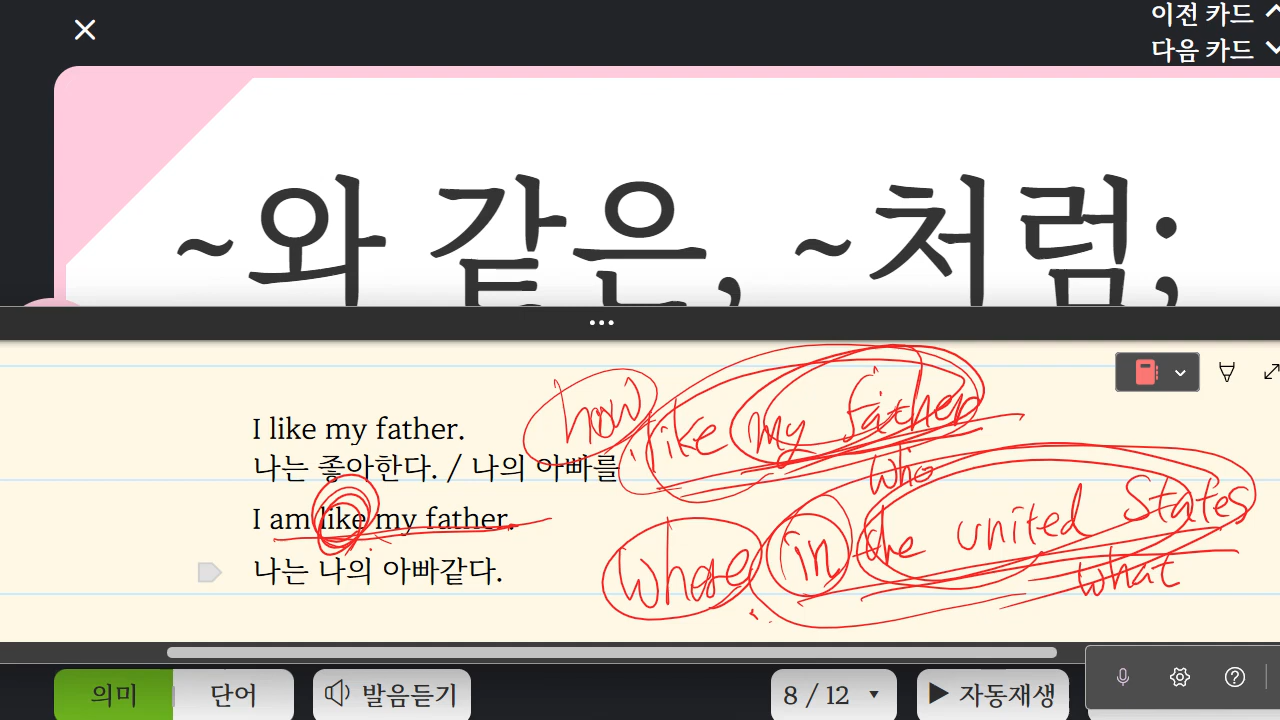 이전 카드
다음 카드
~와 같은, ~처럼;
I like my father.
나는 좋아한다. / 나의 아빠를
I am like my father.
나는 나의 아빠같다.
how like my father
who
where in the united States
what
의미 단어 발음듣기 8 / 12 자동재생